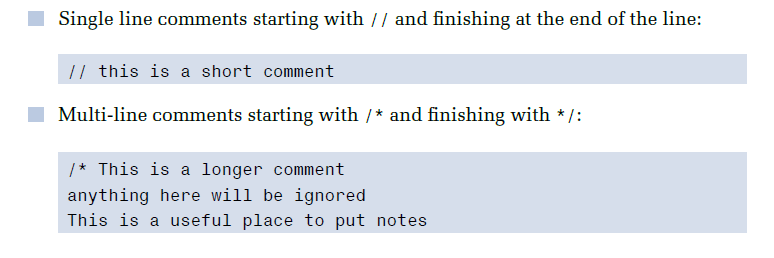 Single line comments starting with // and finishing at the end of the line:
// this is a short comment
Multi-line comments starting with /* and finishing with */:
/* This is a longer comment
anything here will be ignored
This is a useful place to put notes